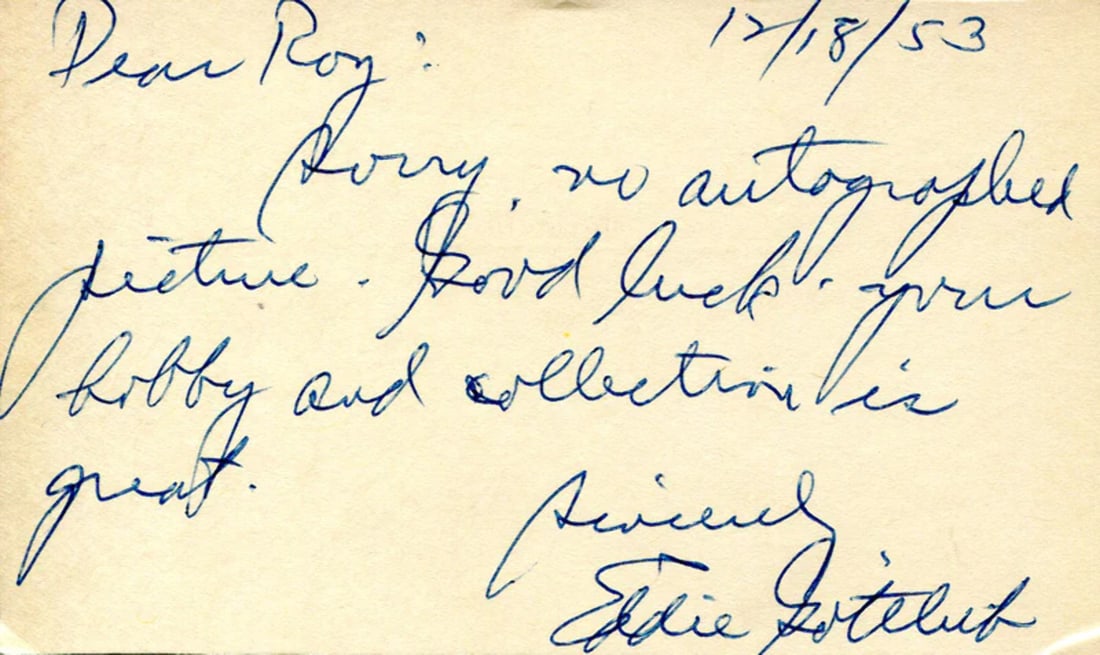 Dear Roy: 12/18/53
Sorry, no autographed
picture. Good luck. your
hobby and collection is
great.
Sincerely
Eddie Gottlieb